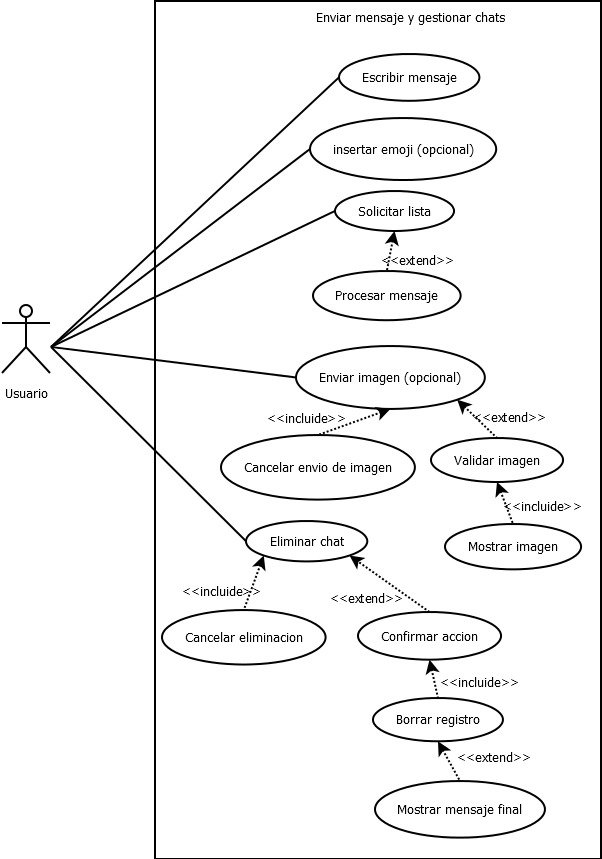 Enviar mensaje y gestionar chats
Escribir mensaje
insertar emoji (opcional)
Solicitar lista
<<extend>>
Procesar mensaje
Usuario
Enviar imagen (opcional)
<<incluide>>
<<extend>>
Cancelar envio de imagen
Validar imagen
<<incluide>>
Mostrar imagen
Eliminar chat
<<incluide>>
<<extend>>
Cancelar eliminacion
Confirmar accion
<<incluide>>
Borrar registro
<<extend>>
Mostrar mensaje final